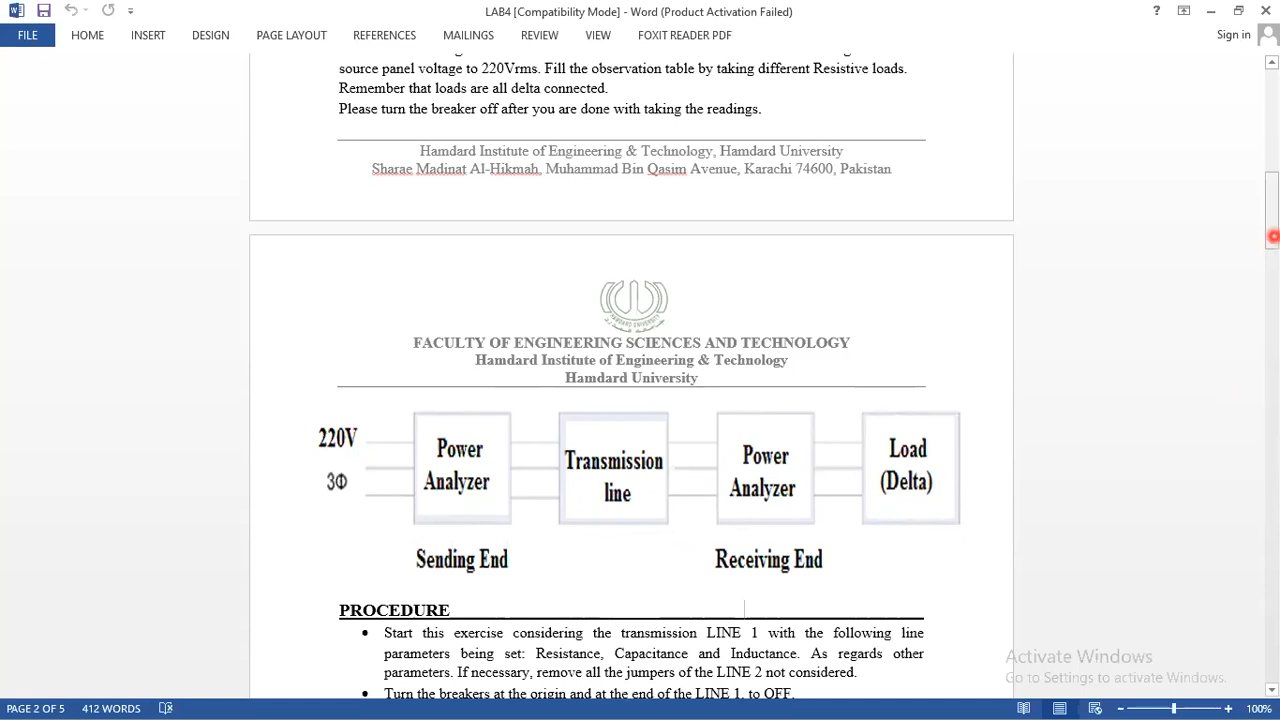 LAB4 [Compatibility Mode] - Word (Product Activation Failed)
FILE HOME INSERT DESIGN PAGE LAYOUT REFERENCES MAILINGS REVIEW VIEW FOXIT READER PDF Sign in
source panel voltage to 220Vrms. Fill the observation table by taking different Resistive loads.
Remember that loads are all delta connected.
Please turn the breaker off after you are done with taking the readings.
Hamdard Institute of Engineering & Technology, Hamdard University
Sharae Madinat Al-Hikmah, Muhammad Bin Qasim Avenue, Karachi 74600, Pakistan
FACULTY OF ENGINEERING SCIENCES AND TECHNOLOGY
Hamdard Institute of Engineering & Technology
Hamdard University
220V
3Φ
Power
Analyzer
Transmission
line
Power
Analyzer
Load
(Delta)
Sending End
Receiving End
PROCEDURE
• Start this exercise considering the transmission LINE 1 with the following line
parameters being set: Resistance, Capacitance and Inductance. As regards other
parameters. If necessary, remove all the jumpers of the LINE 2 not considered.
• Turn the breakers at the origin and at the end of the LINE 1, to OFF.
Activate Windows
Go to Settings to activate Windows.
PAGE 2 OF 5 412 WORDS 100%